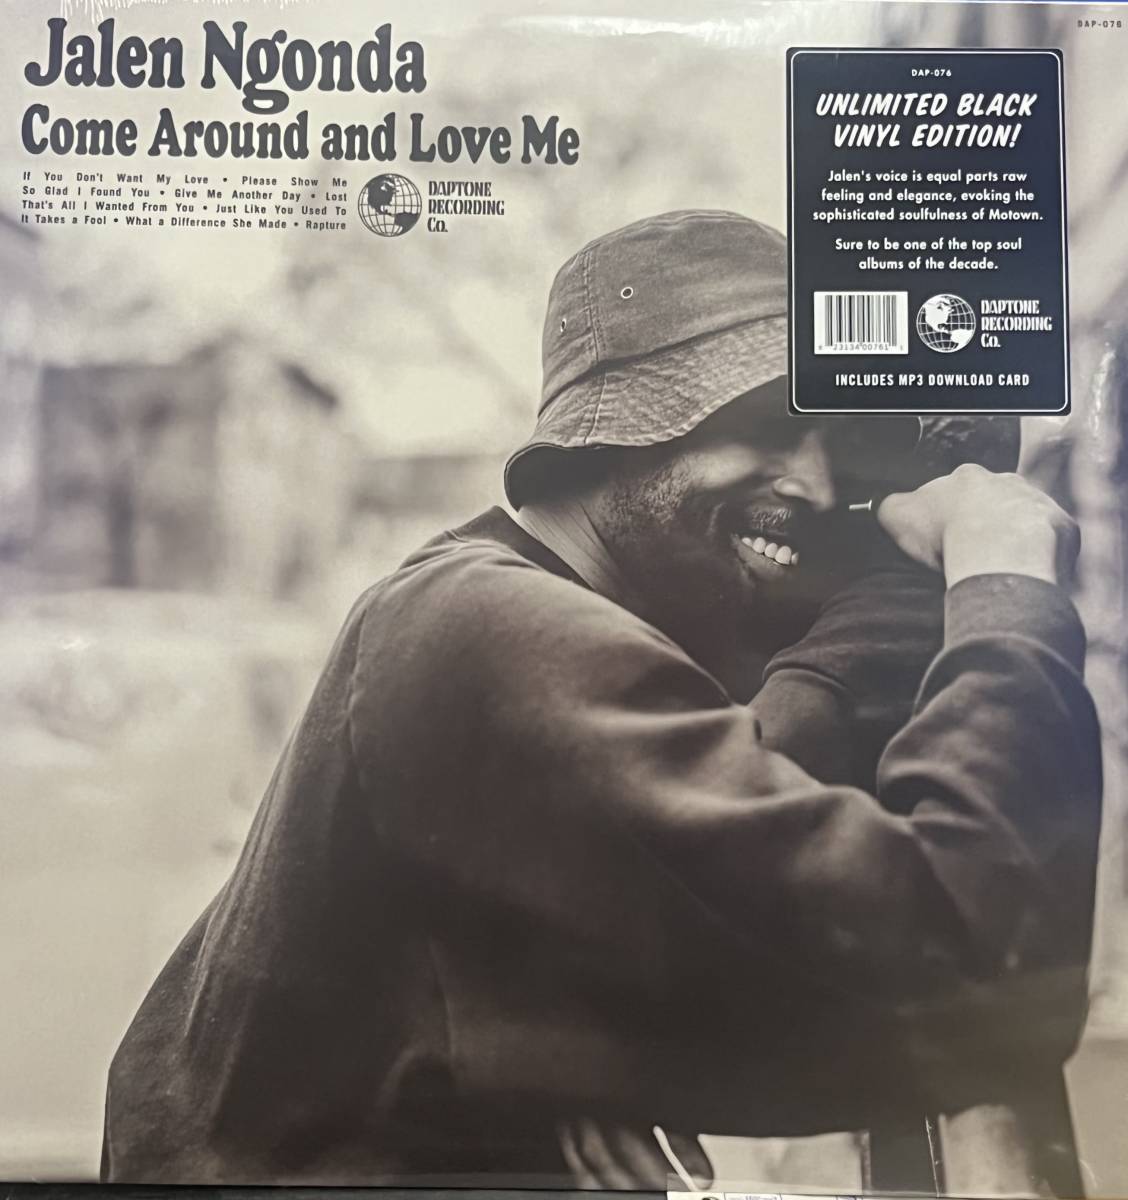 DAP-076
Jalen Ngonda
Come Around and Love Me
If You Don't Want My Love • Please Show Me
So Glad I Found You • Give Me Another Day • Lost
That's All I Wanted From You • Just Like You Used To
It Takes a Fool • What a Difference She Made • Rapture
DAPTONE
RECORDING
Co.
DAP-076
UNLIMITED BLACK
VINYL EDITION!
Jalen's voice is equal parts raw
feeling and elegance, evoking the
sophisticated soulfulness of Motown.
Sure to be one of the top soul
albums of the decade.
DAPTONE
RECORDING
Co.
INCLUDES MP3 DOWNLOAD CARD